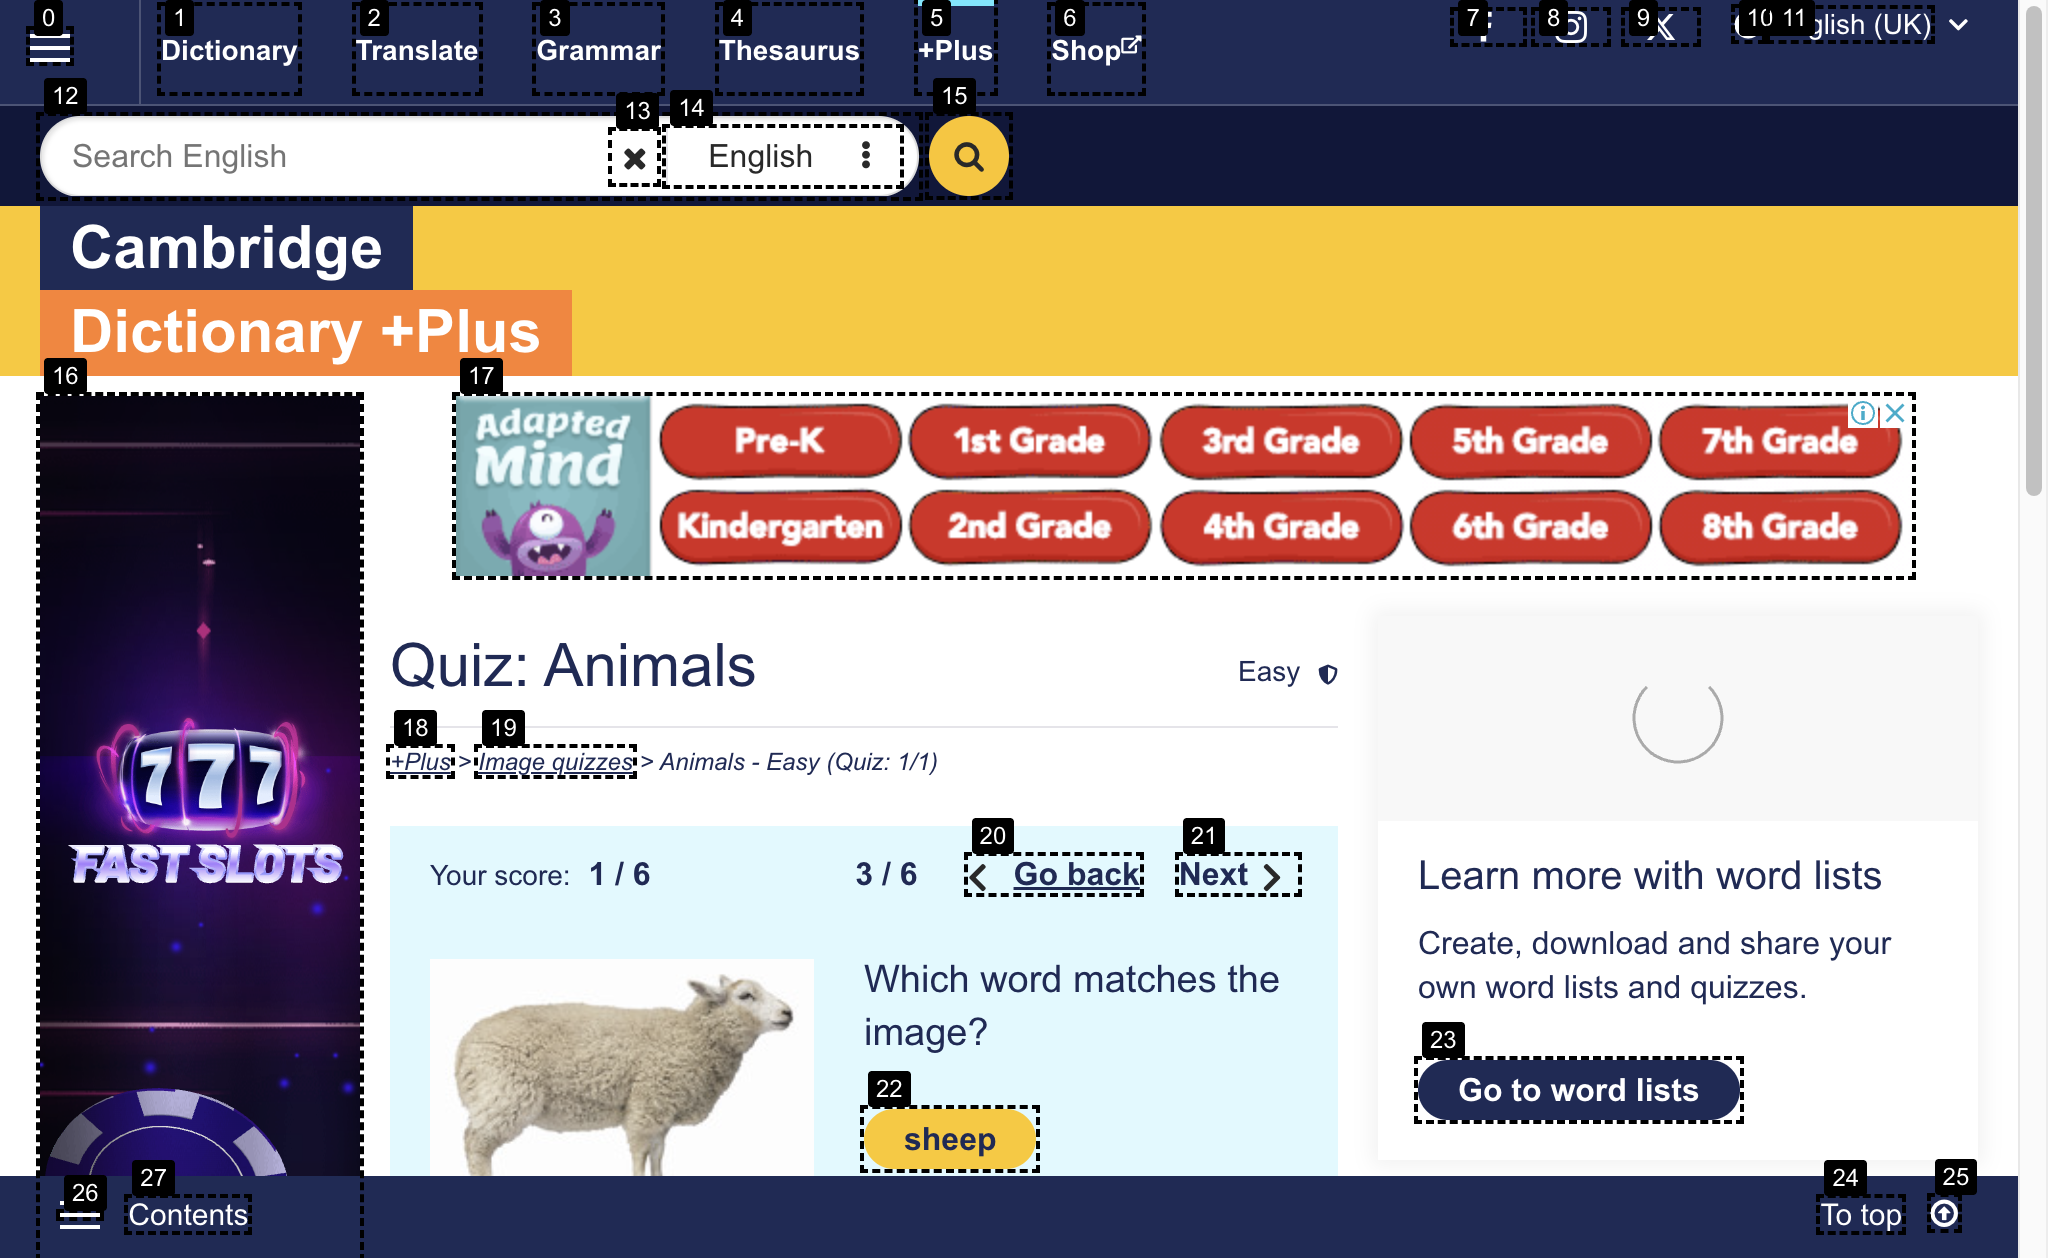 0
1
2
3
4
5
6
7
8
9
10
11
Dictionary
Translate
Grammar
Thesaurus
+Plus
Shop
glish (UK)
12
13
14
15
Search English
English
Cambridge
Dictionary +Plus
16
17
Adapted
Mind
Pre-K
1st Grade
3rd Grade
5th Grade
7th Grade
Kindergarten
2nd Grade
4th Grade
6th Grade
8th Grade
777
FAST SLOTS
Quiz: Animals
Easy
18
19
+Plus > Image quizzes > Animals - Easy (Quiz: 1/1)
20
21
Your score: 1 / 6
3 / 6
Go back
Next
Which word matches the
image?
22
sheep
Learn more with word lists
Create, download and share your
own word lists and quizzes.
23
Go to word lists
24
25
26
27
Contents
To top